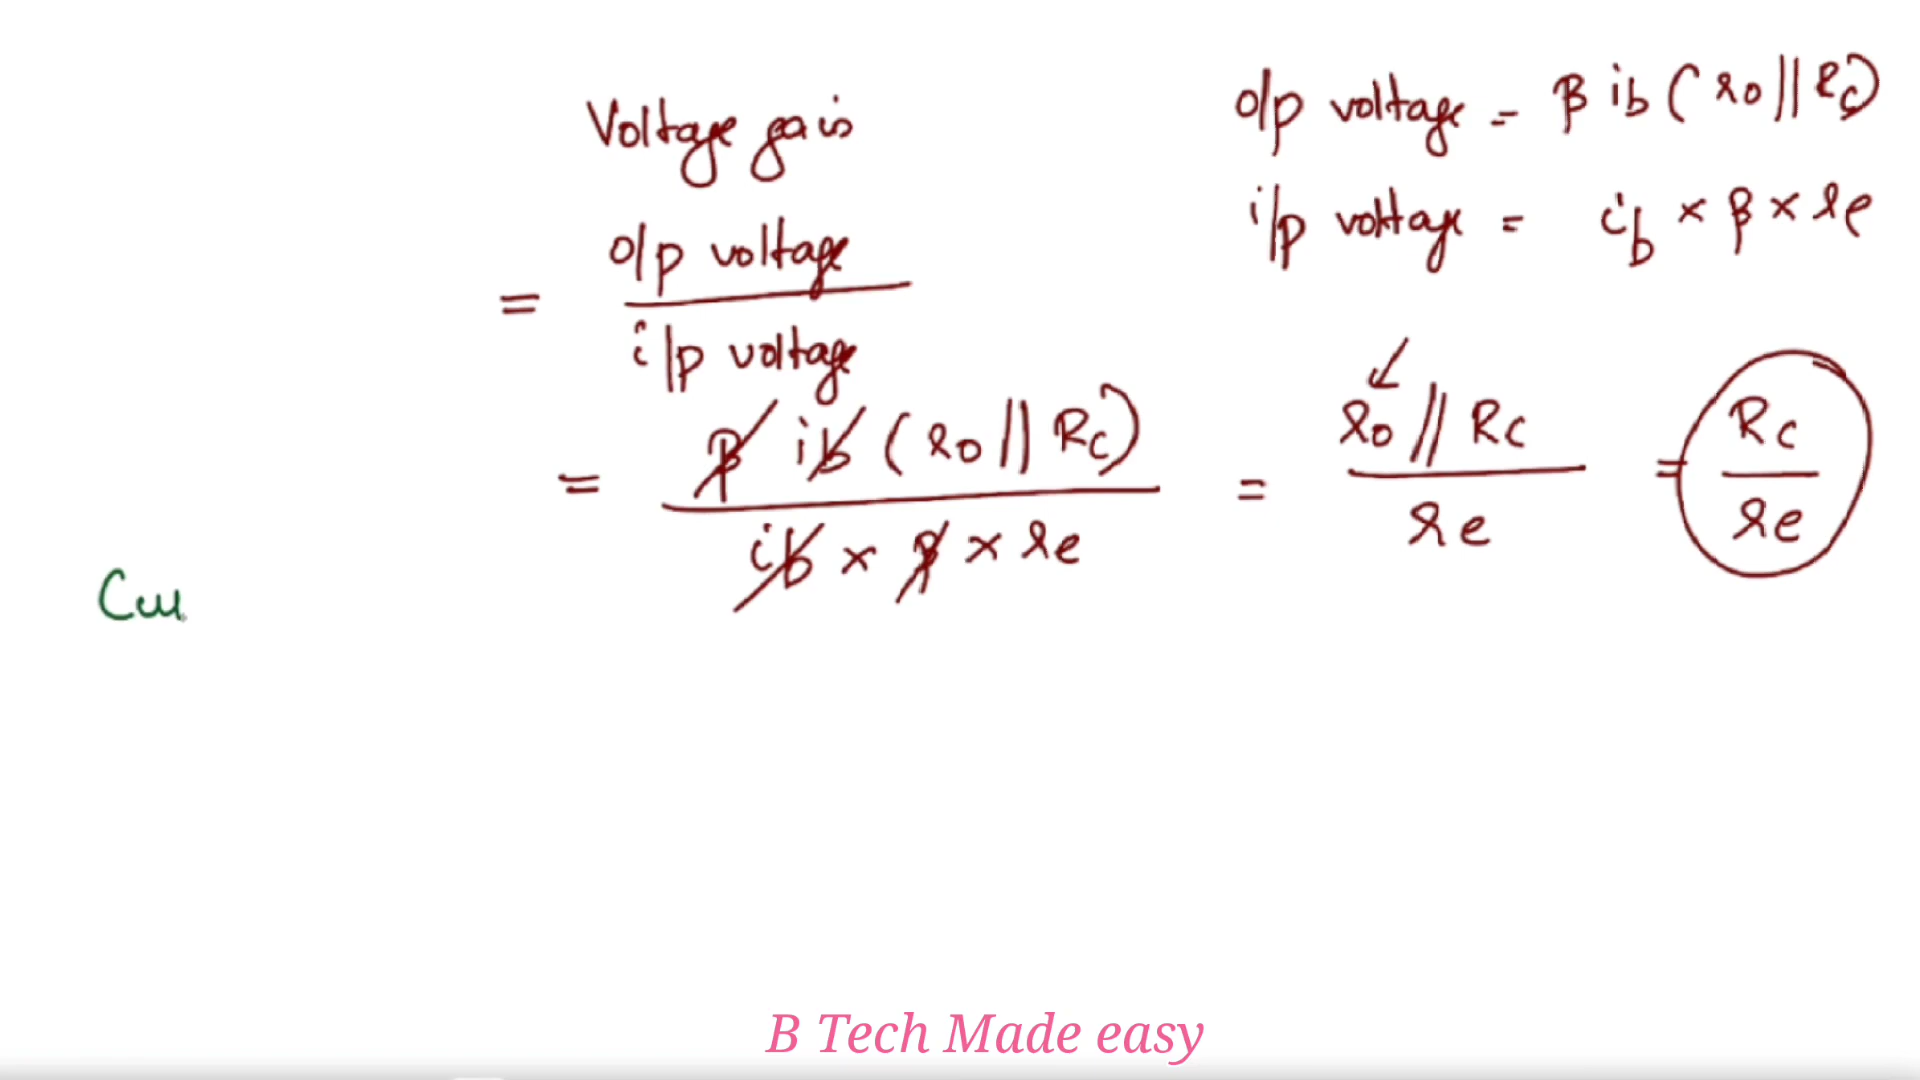 Voltage gain
= o/p voltage / i/p voltage
= β ib ( ro || Rc ) / ib × β × re = ro // Rc / re = Rc / re
o/p voltage = β ib ( ro || Rc )
i/p voltage = ib × β × re
Cu
B Tech Made easy